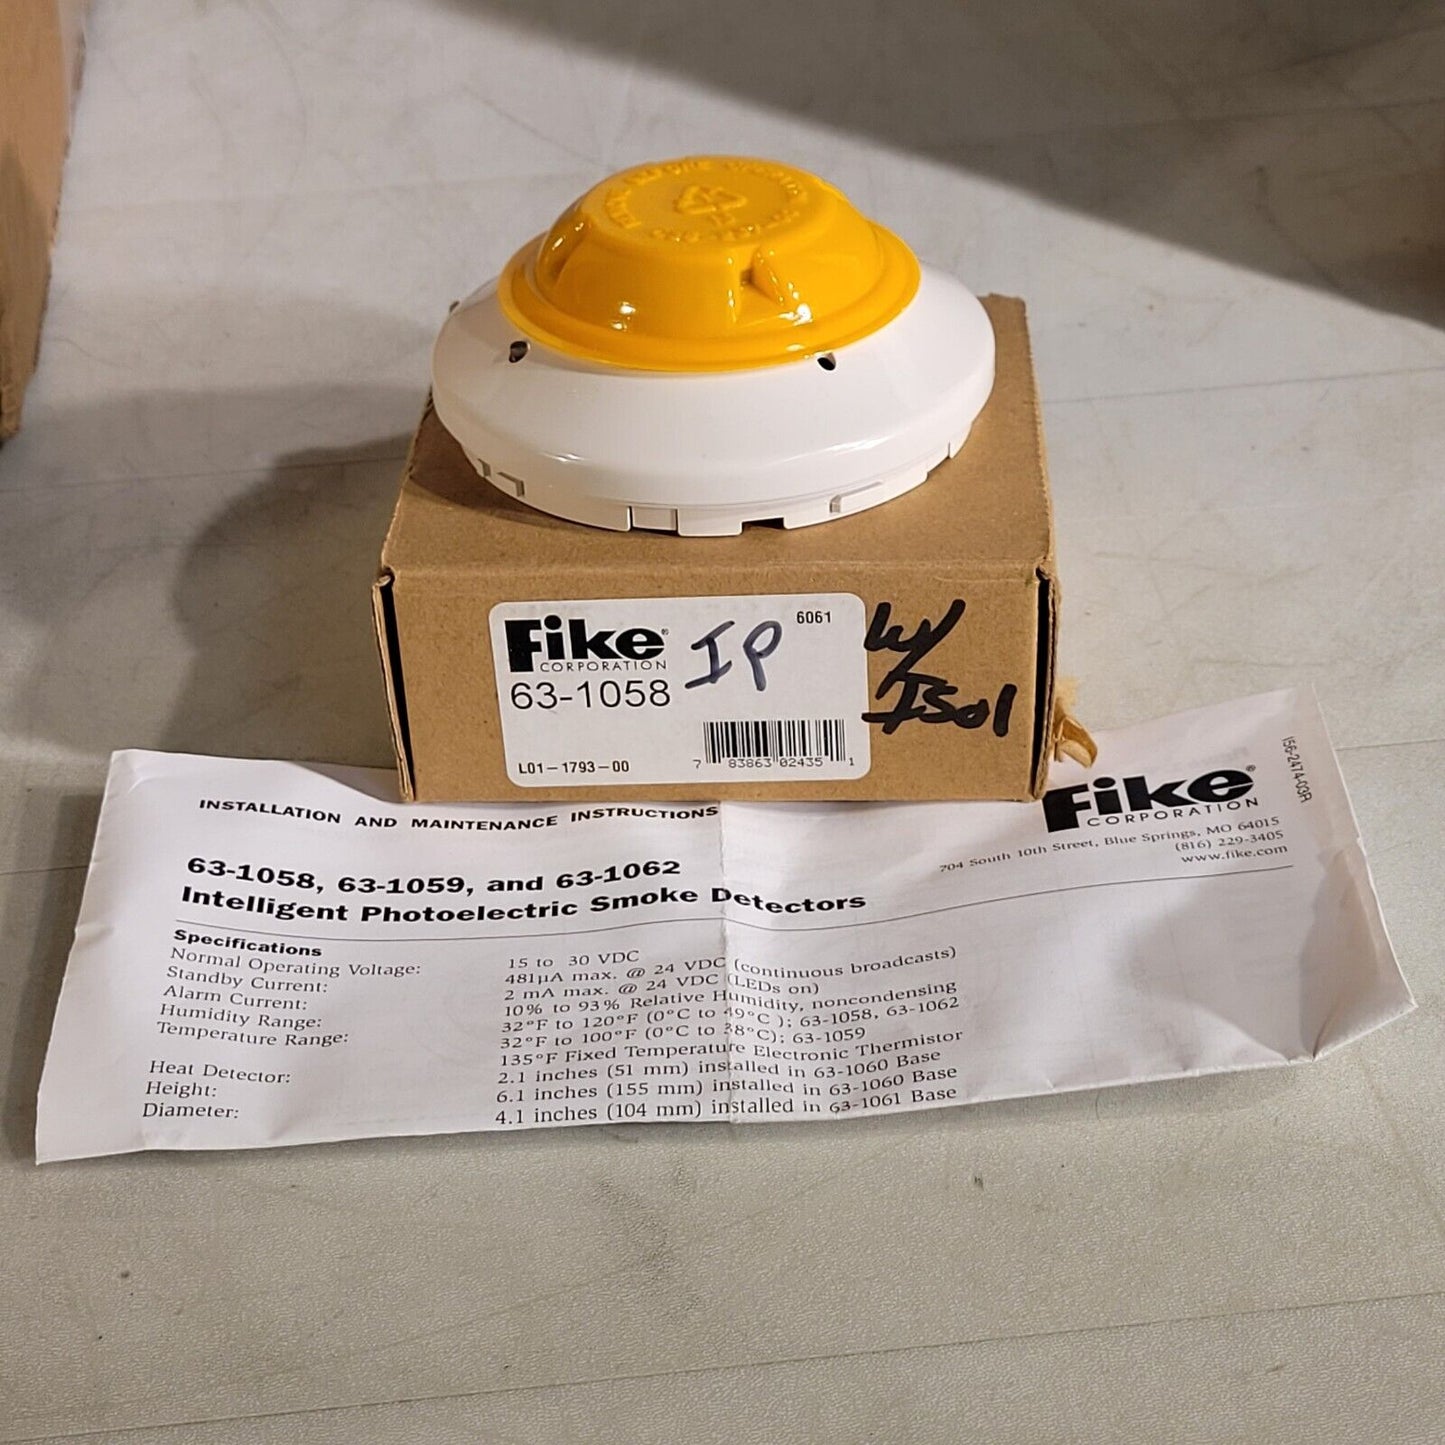 Fike®
CORPORATION
63-1058
IP
6061
W/
Isol
L01-1793-00
7 83863 02435 1
INSTALLATION AND MAINTENANCE INSTRUCTIONS
Fike®
CORPORATION
704 South 10th Street, Blue Springs, MO 64015
(816) 229-3405
www.fike.com
I56-2474-03R
63-1058, 63-1059, and 63-1062
Intelligent Photoelectric Smoke Detectors
Specifications
Normal Operating Voltage: 15 to 30 VDC
Standby Current: 481µA max. @ 24 VDC (continuous broadcasts)
Alarm Current: 2 mA max. @ 24 VDC (LEDs on)
Humidity Range: 10% to 93% Relative Humidity, noncondensing
Temperature Range: 32°F to 120°F (0°C to 49°C ); 63-1058, 63-1062
32°F to 100°F (0°C to 38°C); 63-1059
Heat Detector: 135°F Fixed Temperature Electronic Thermistor
Height: 2.1 inches (51 mm) installed in 63-1060 Base
Diameter: 6.1 inches (155 mm) installed in 63-1060 Base
4.1 inches (104 mm) installed in 63-1061 Base